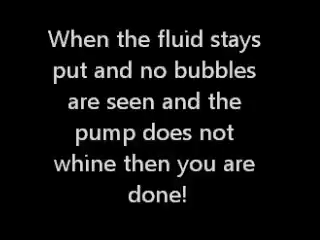 When the fluid stays
put and no bubbles
are seen and the
pump does not
whine then you are
done!